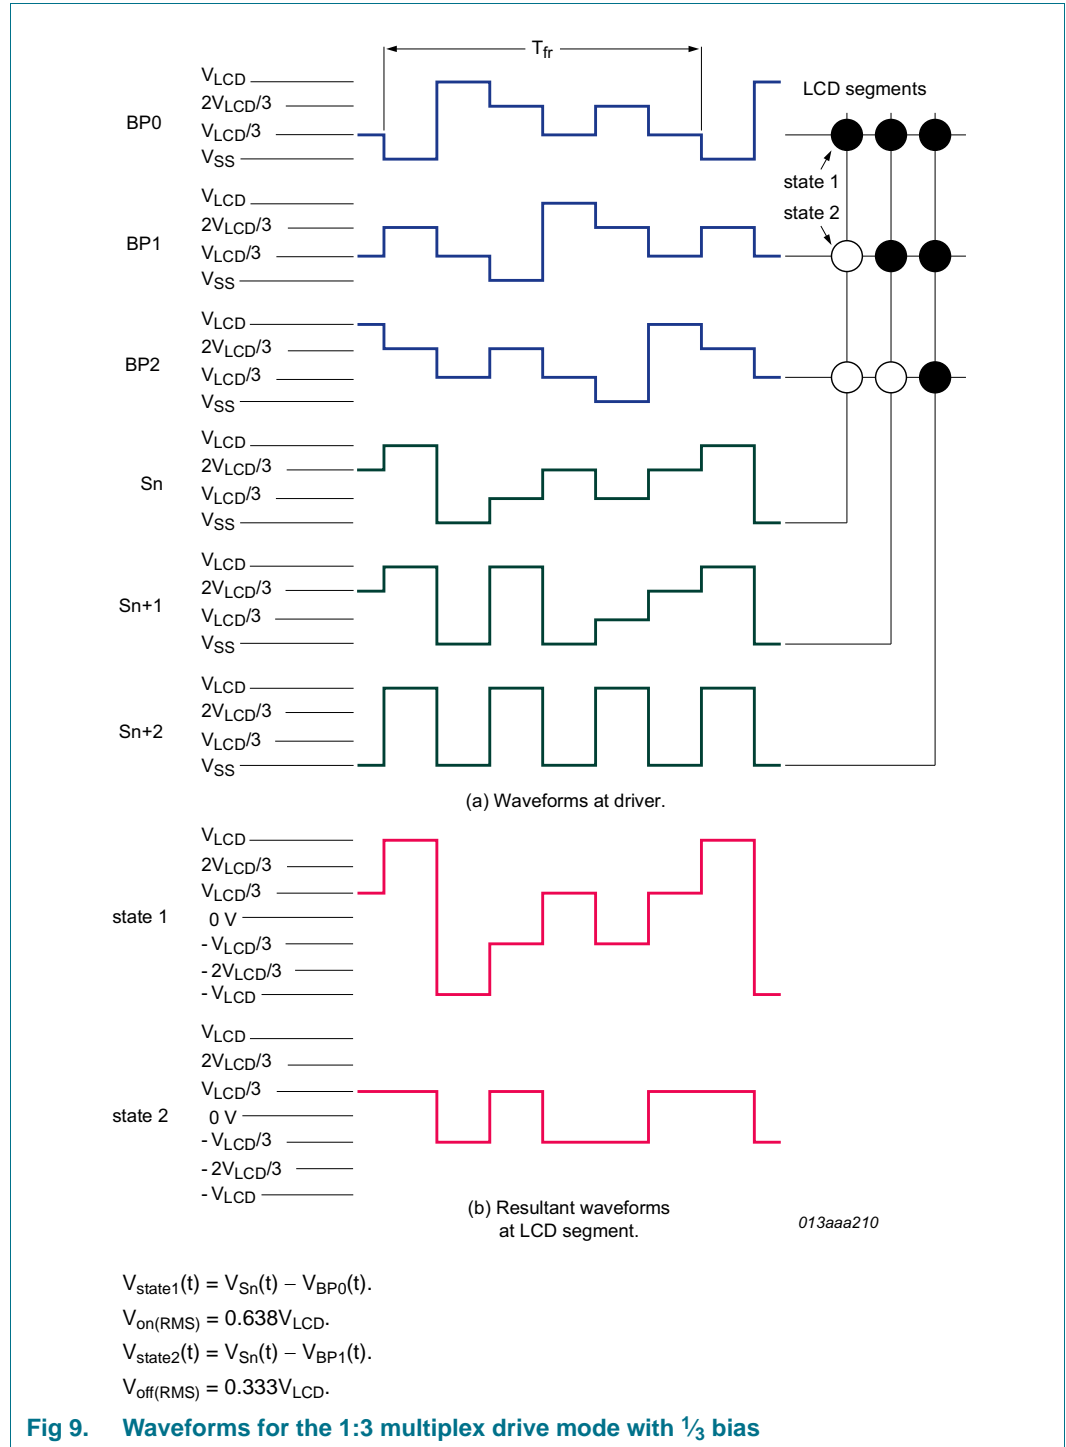 Tfr
VLCD
2VLCD/3
BP0
VLCD/3
VSS
LCD segments
state 1
VLCD
2VLCD/3
BP1
VLCD/3
VSS
state 2
VLCD
2VLCD/3
BP2
VLCD/3
VSS
VLCD
2VLCD/3
Sn
VLCD/3
VSS
VLCD
2VLCD/3
Sn+1
VLCD/3
VSS
VLCD
2VLCD/3
Sn+2
VLCD/3
VSS
(a) Waveforms at driver.
VLCD
2VLCD/3
VLCD/3
state 1
0 V
- VLCD/3
- 2VLCD/3
- VLCD
VLCD
2VLCD/3
VLCD/3
state 2
0 V
- VLCD/3
- 2VLCD/3
- VLCD
(b) Resultant waveforms
at LCD segment.
013aaa210
Vstate1(t) = VSn(t) − VBP0(t).
Von(RMS) = 0.638VLCD.
Vstate2(t) = VSn(t) − VBP1(t).
Voff(RMS) = 0.333VLCD.
Fig 9. Waveforms for the 1:3 multiplex drive mode with 1⁄3 bias